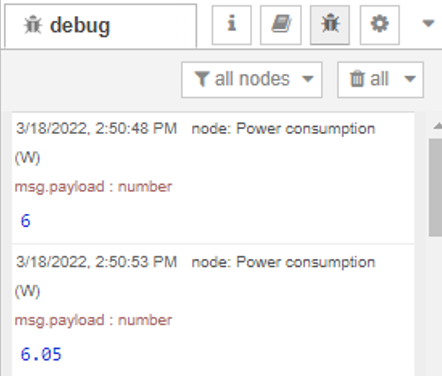 debug
all nodes
all
3/18/2022, 2:50:48 PM node: Power consumption
(W)
msg.payload : number
6
3/18/2022, 2:50:53 PM node: Power consumption
(W)
msg.payload : number
6.05